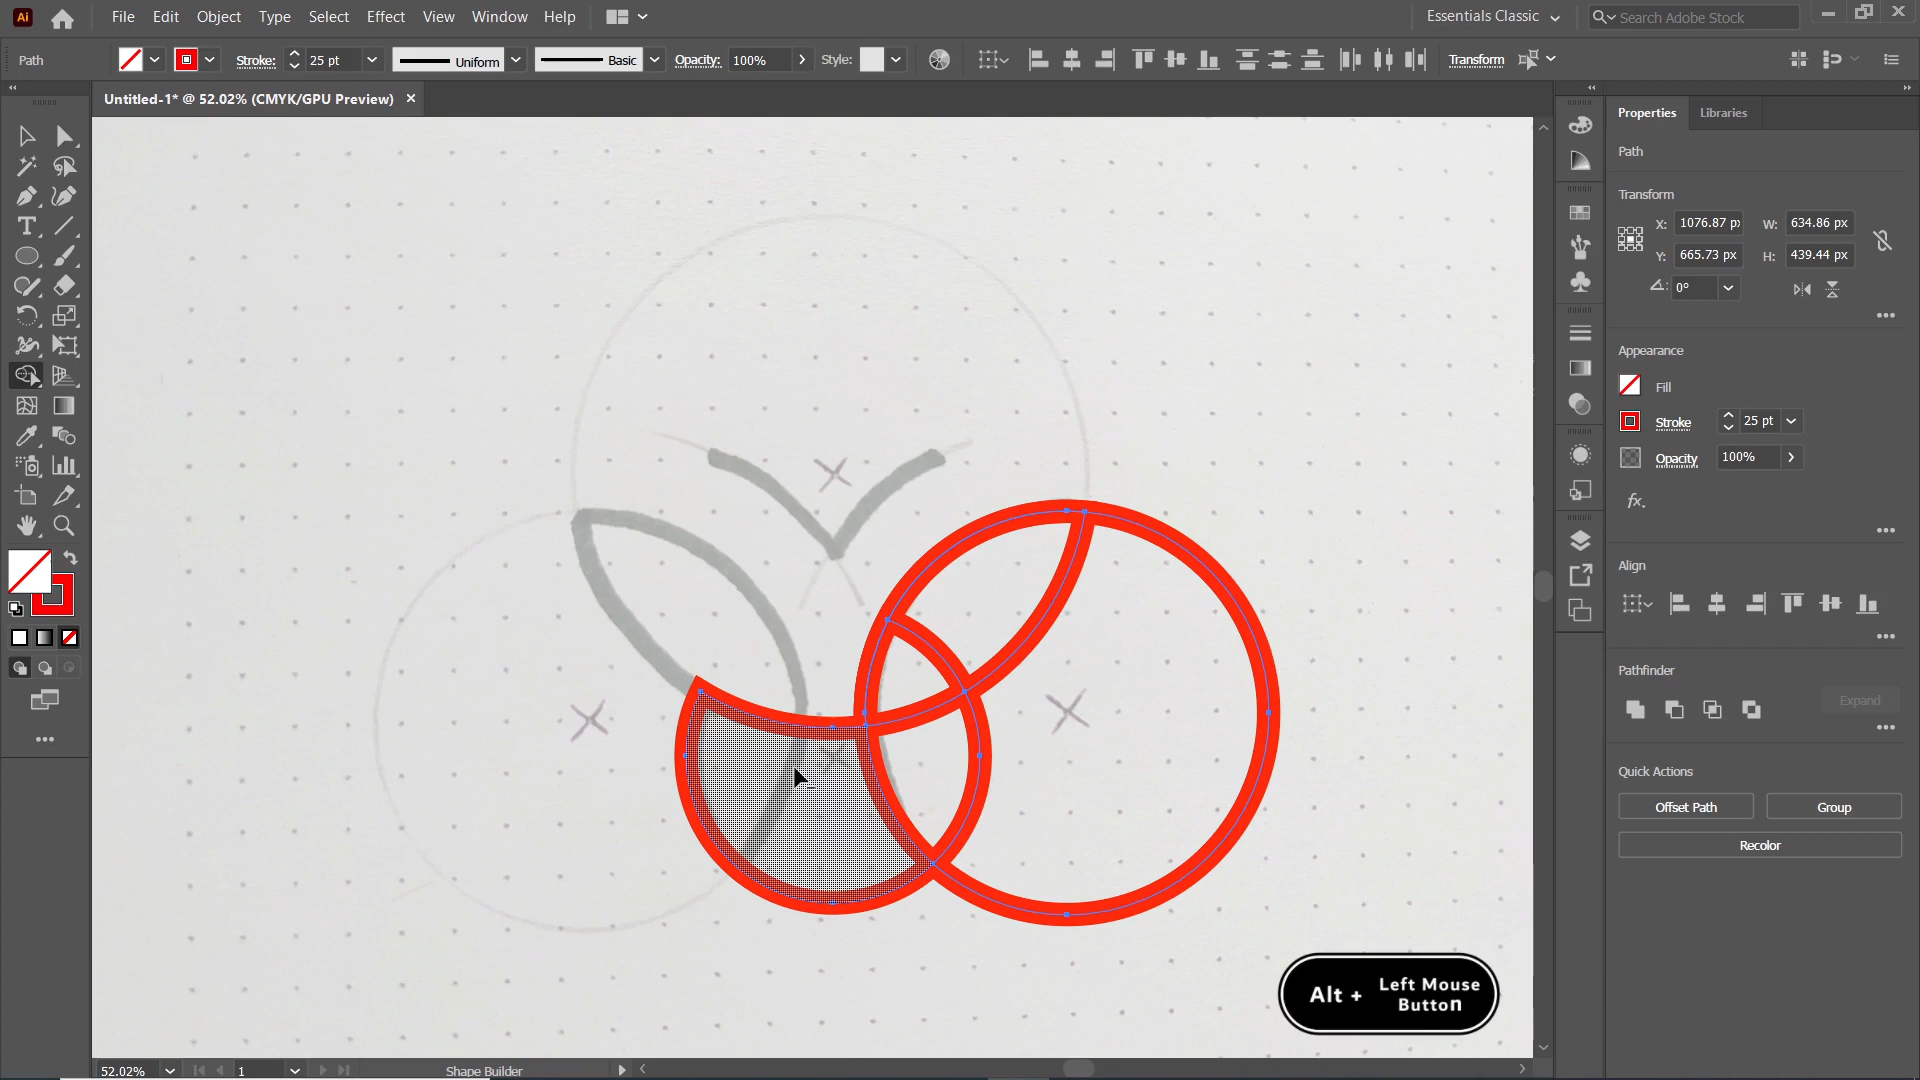 Ai File Edit Object Type Select Effect View Window Help Essentials Classic Search Adobe Stock
Path Stroke: 25 pt Uniform Basic Opacity: 100% Style: Transform
Untitled-1* @ 52.02% (CMYK/GPU Preview)
Properties Libraries
Path
Transform
X: 1076.87 px W: 634.86 px
Y: 665.73 px H: 439.44 px
0°
Appearance
Fill
Stroke 25 pt
Opacity 100%
fx.
Align
Pathfinder
Expand
Quick Actions
Offset Path Group
Recolor
Alt + Left Mouse
Button
52.02% 1 Shape Builder